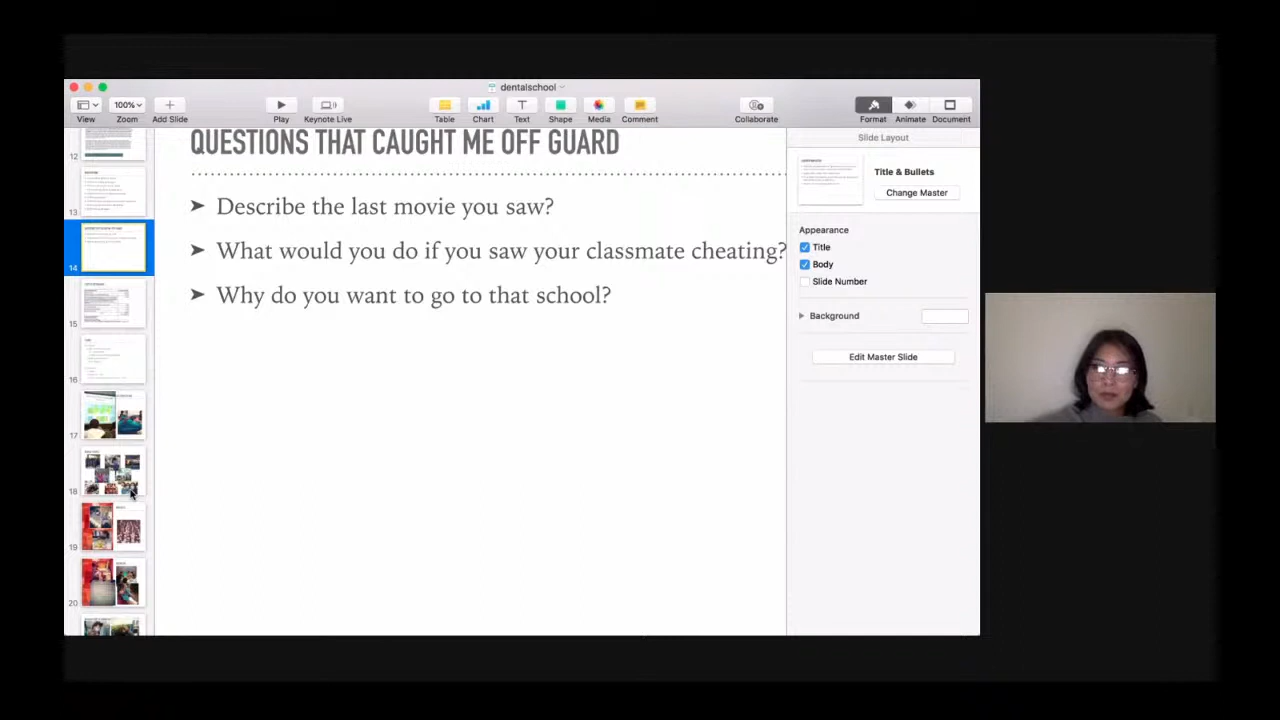 dentalschool
100%
View
Zoom
Add Slide
Play
Keynote Live
Table
Chart
Text
Shape
Media
Comment
Collaborate
Format
Animate
Document
QUESTIONS THAT CAUGHT ME OFF GUARD
➤ Describe the last movie you saw?
➤ What would you do if you saw your classmate cheating?
➤ Why do you want to go to that school?
12
13
14
15
16
17
18
19
20
Slide Layout
Title & Bullets
Change Master
Appearance
Title
Body
Slide Number
Background
Edit Master Slide